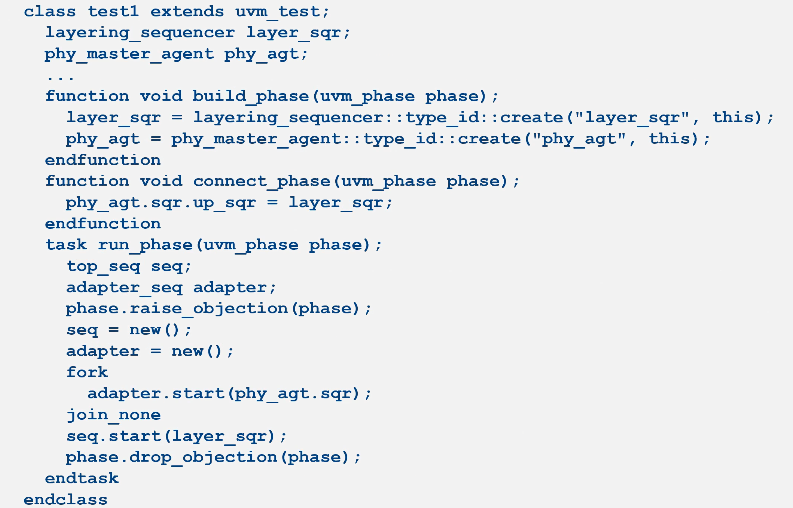 class test1 extends uvm_test;
layering_sequencer layer_sqr;
phy_master_agent phy_agt;
...
function void build_phase(uvm_phase phase);
layer_sqr = layering_sequencer::type_id::create("layer_sqr", this);
phy_agt = phy_master_agent::type_id::create("phy_agt", this);
endfunction
function void connect_phase(uvm_phase phase);
phy_agt.sqr.up_sqr = layer_sqr;
endfunction
task run_phase(uvm_phase phase);
top_seq seq;
adapter_seq adapter;
phase.raise_objection(phase);
seq = new();
adapter = new();
fork
adapter.start(phy_agt.sqr);
join_none
seq.start(layer_sqr);
phase.drop_objection(phase);
endtask
endclass